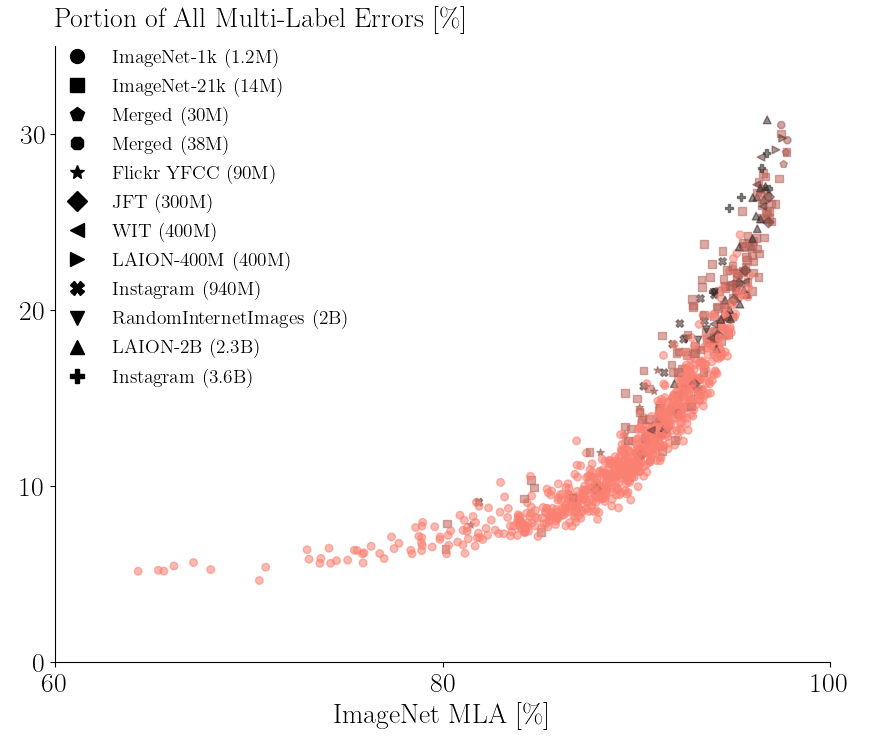 Portion of All Multi-Label Errors [%]
ImageNet-1k (1.2M)
ImageNet-21k (14M)
Merged (30M)
Merged (38M)
Flickr YFCC (90M)
JFT (300M)
WIT (400M)
LAION-400M (400M)
Instagram (940M)
RandomInternetImages (2B)
LAION-2B (2.3B)
Instagram (3.6B)
30
20
10
0
60 80 100
ImageNet MLA [%]